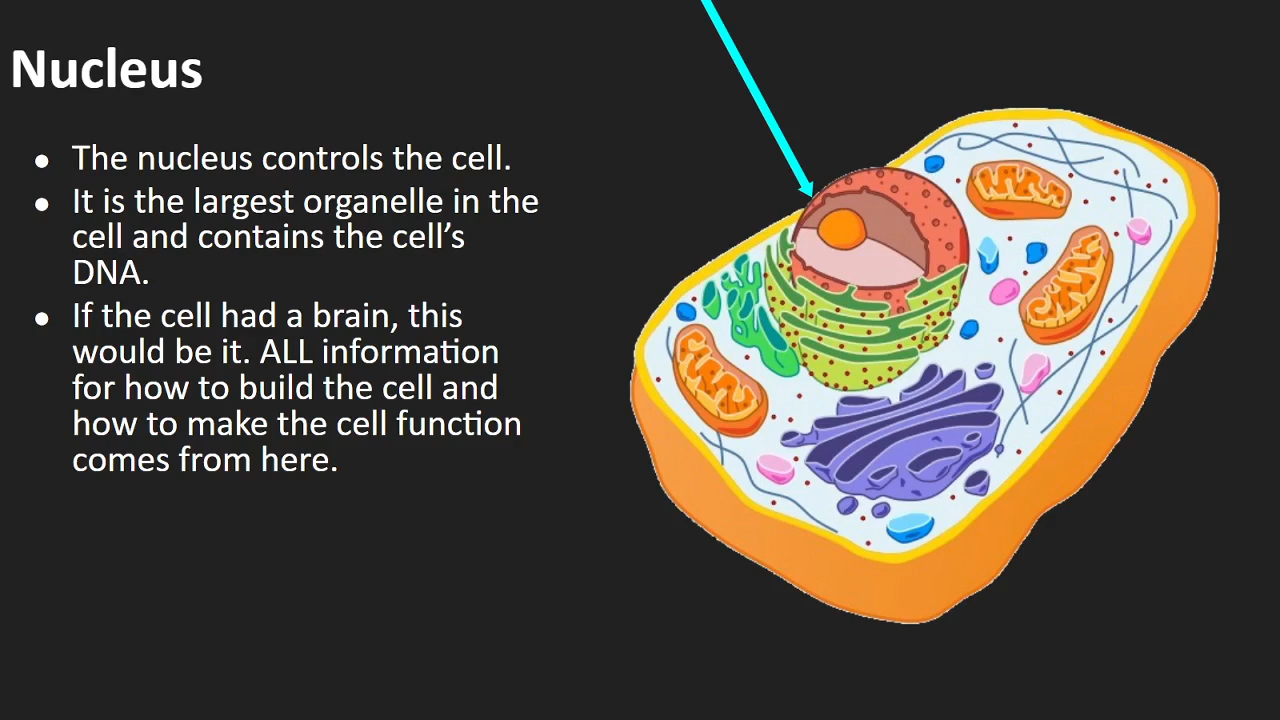 Nucleus
● The nucleus controls the cell.
● It is the largest organelle in the
cell and contains the cell’s
DNA.
● If the cell had a brain, this
would be it. ALL information
for how to build the cell and
how to make the cell function
comes from here.